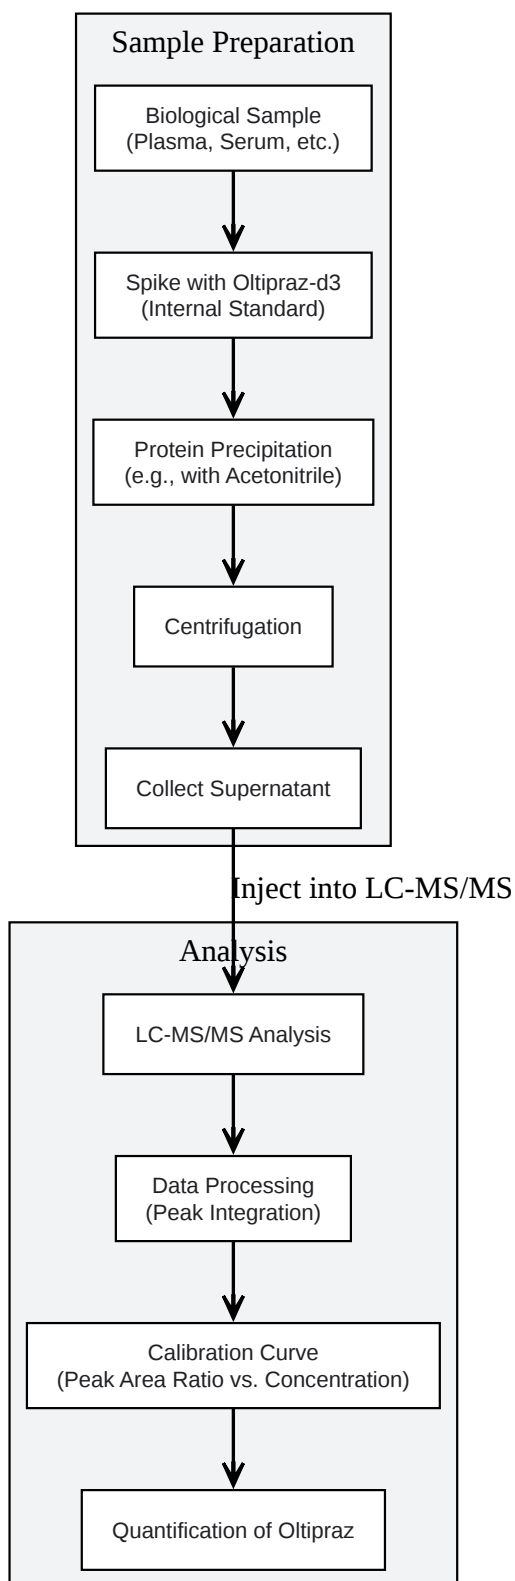 Sample Preparation
Biological Sample
(Plasma, Serum, etc.)
Spike with Oltipraz-d3
(Internal Standard)
Protein Precipitation
(e.g., with Acetonitrile)
Centrifugation
Collect Supernatant
Inject into LC-MS/MS
Analysis
LC-MS/MS Analysis
Data Processing
(Peak Integration)
Calibration Curve
(Peak Area Ratio vs. Concentration)
Quantification of Oltipraz